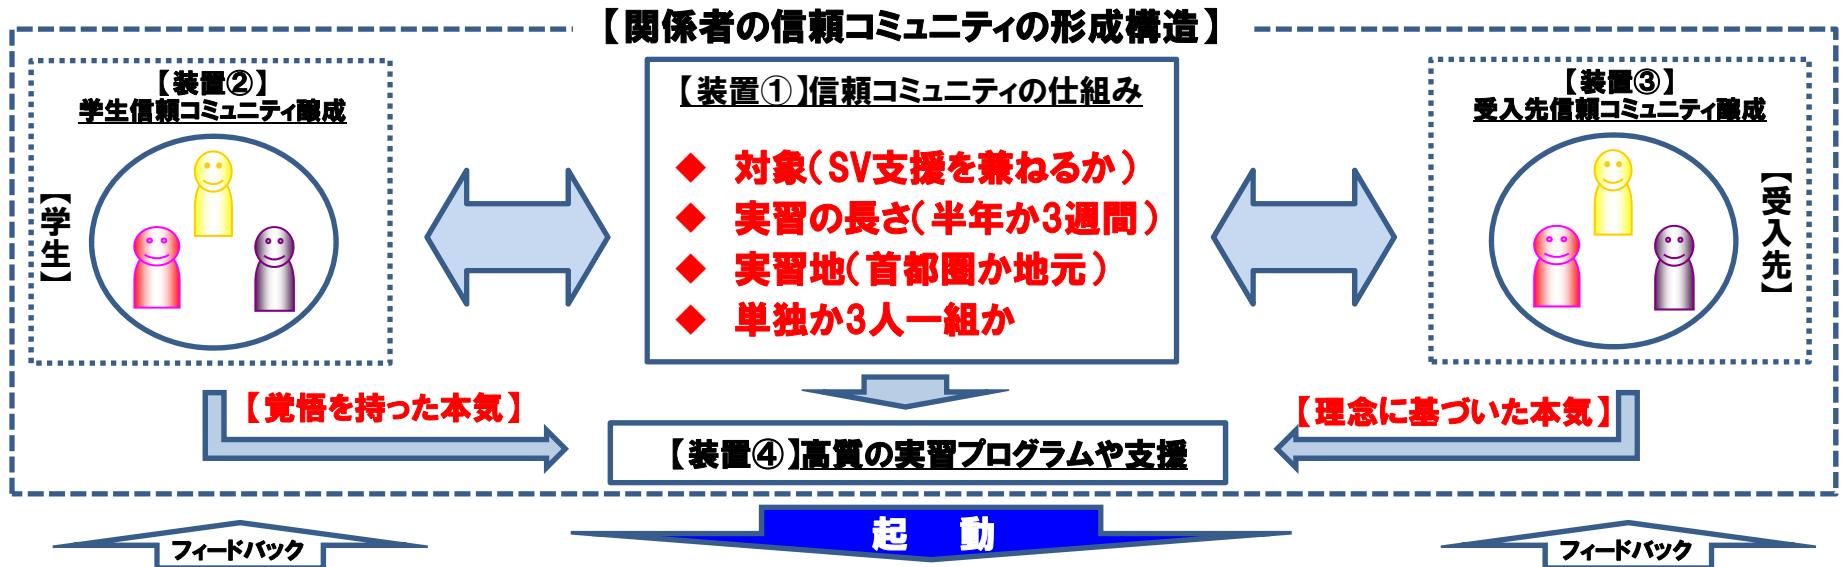 【関係者の信頼コミュニティの形成構造】
【装置②】
学生信頼コミュニティ醸成
【学生】
【装置①】信頼コミュニティの仕組み
◆ 対象(SV支援を兼ねるか)
◆ 実習の長さ(半年か3週間)
◆ 実習地(首都圏か地元)
◆ 単独か3人一組か
【装置③】
受入先信頼コミュニティ醸成
【受入先】
【覚悟を持った本気】
【理念に基づいた本気】
【装置④】高質の実習プログラムや支援
フィードバック
起 動
フィードバック